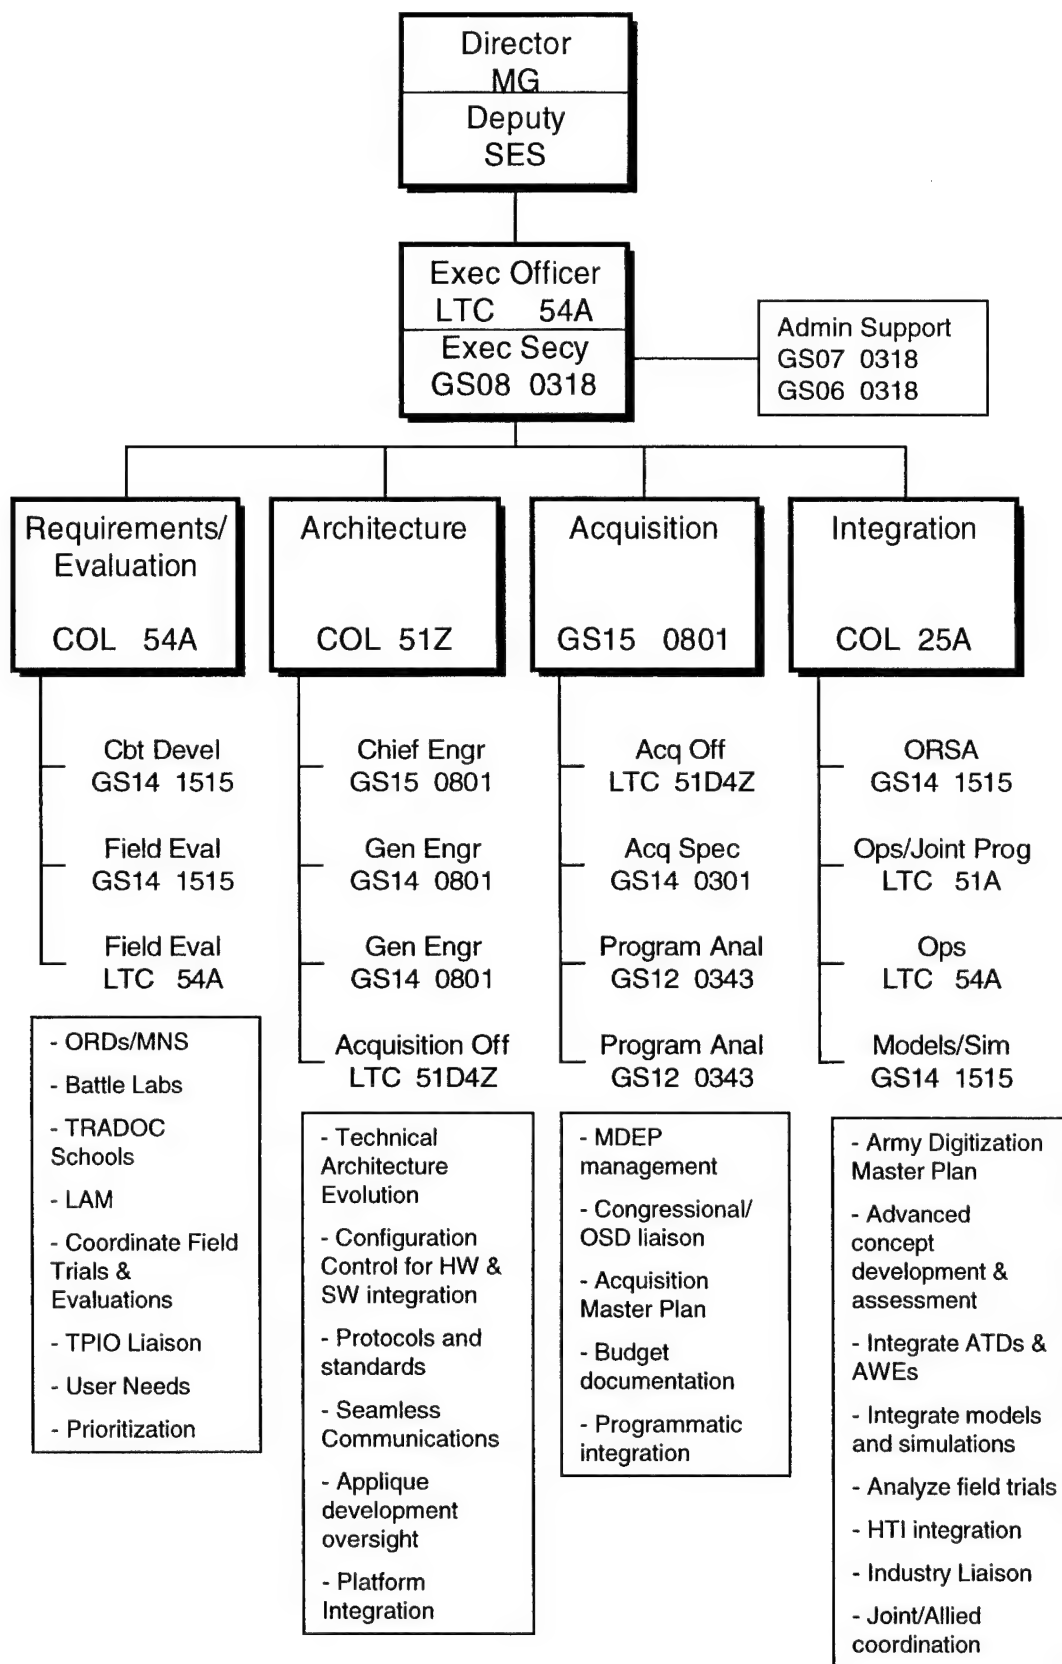 Director
MG
Deputy
SES
Exec Officer
LTC 54A
Exec Secy
GS08 0318
Admin Support
GS07 0318
GS06 0318
Requirements/
Evaluation
COL 54A
Architecture
COL 51Z
Acquisition
GS15 0801
Integration
COL 25A
Cbt Devel
GS14 1515
Field Eval
GS14 1515
Field Eval
LTC 54A
- ORDs/MNS
- Battle Labs
- TRADOC
Schools
- LAM
- Coordinate Field
Trials &
Evaluations
- TPIO Liaison
- User Needs
- Prioritization
Chief Engr
GS15 0801
Gen Engr
GS14 0801
Gen Engr
GS14 0801
Acquisition Off
LTC 51D4Z
- Technical
Architecture
Evolution
- Configuration
Control for HW &
SW integration
- Protocols and
standards
- Seamless
Communications
- Applique
development
oversight
- Platform
Integration
Acq Off
LTC 51D4Z
Acq Spec
GS14 0301
Program Anal
GS12 0343
Program Anal
GS12 0343
- MDEP
management
- Congressional/
OSD liaison
- Acquisition
Master Plan
- Budget
documentation
- Programmatic
integration
ORSA
GS14 1515
Ops/Joint Prog
LTC 51A
Ops
LTC 54A
Models/Sim
GS14 1515
- Army Digitization
Master Plan
- Advanced
concept
development &
assessment
- Integrate ATDs &
AWEs
- Integrate models
and simulations
- Analyze field trials
- HTI integration
- Industry Liaison
- Joint/Allied
coordination